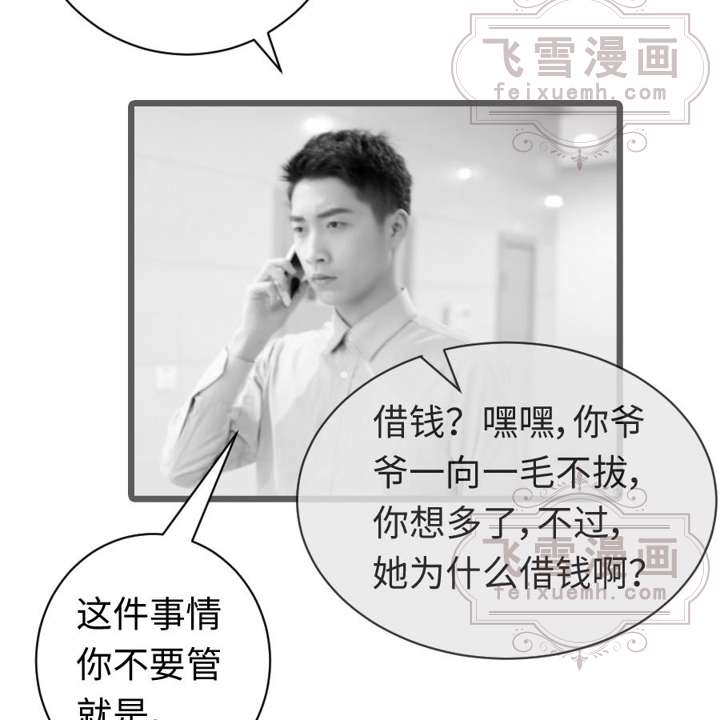 飞雪漫画
feixuemh.com
借钱？嘿嘿，你爷
爷一向一毛不拔，
你想多了，不过，
她为什么借钱啊？
飞雪漫画
feixuemh.com
这件事情
你不要管
就是，